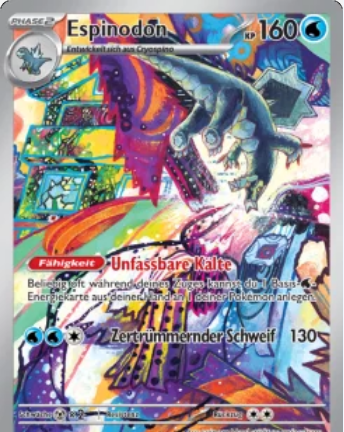 PHASE 2
Espinodon
KP 160
Entwickelt sich aus Cryospino
Fähigkeit Unfassbare Kälte
Beliebig oft während deines Zuges kannst du 1 Basis-
Energiekarte aus deiner Hand an 1 deiner Pokémon anlegen.
Zertrümmernder Schweif 130
Schwäche ×2 Resistenz Rückzug